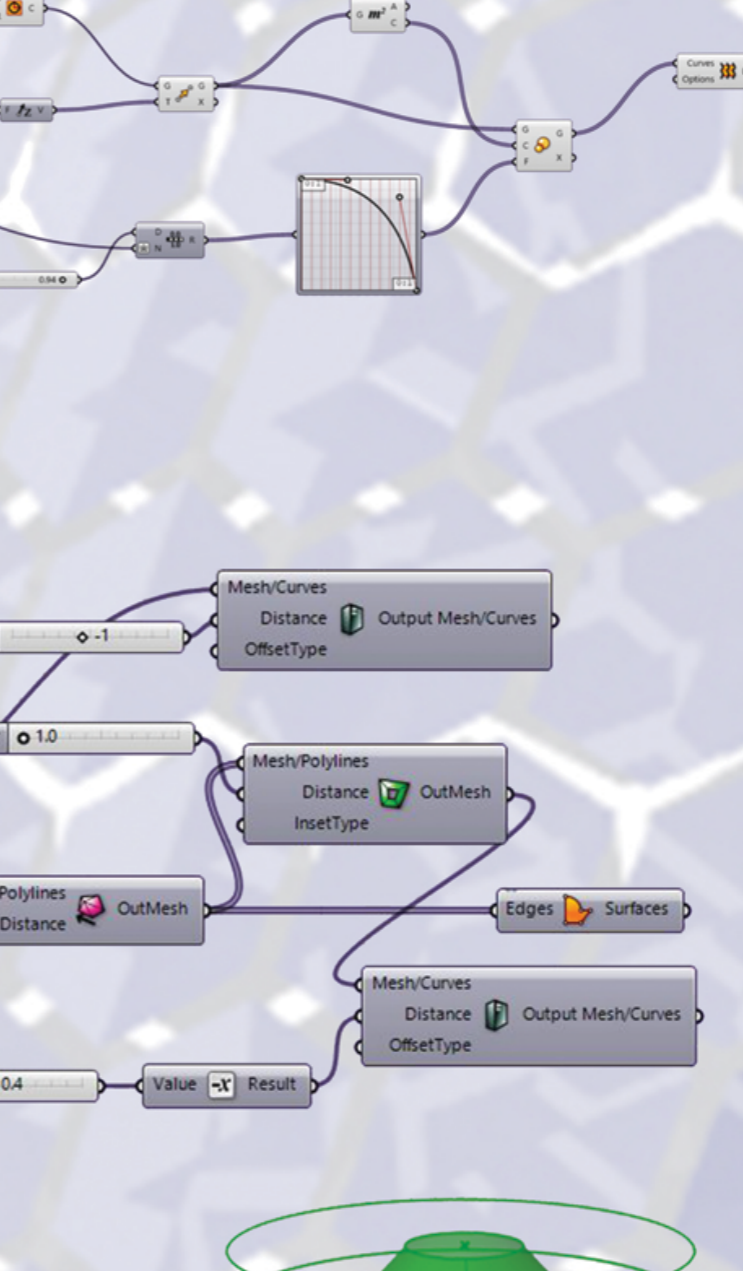 C
G m² A
C
Curves
Options
G G
T X
F V
G G
C
F X
D R
N
0.94
Mesh/Curves
Distance Output Mesh/Curves
OffsetType
-1
1.0
Mesh/Polylines
Distance OutMesh
InsetType
Polylines
OutMesh
Distance
Edges Surfaces
Mesh/Curves
Distance Output Mesh/Curves
OffsetType
0.4
Value -x Result
x